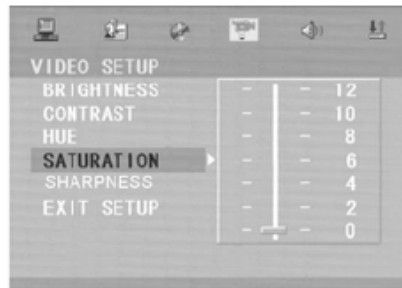 VIDEO SETUP
BRIGHTNESS
CONTRAST
HUE
SATURATION
SHARPNESS
EXIT SETUP
12
10
8
6
4
2
0